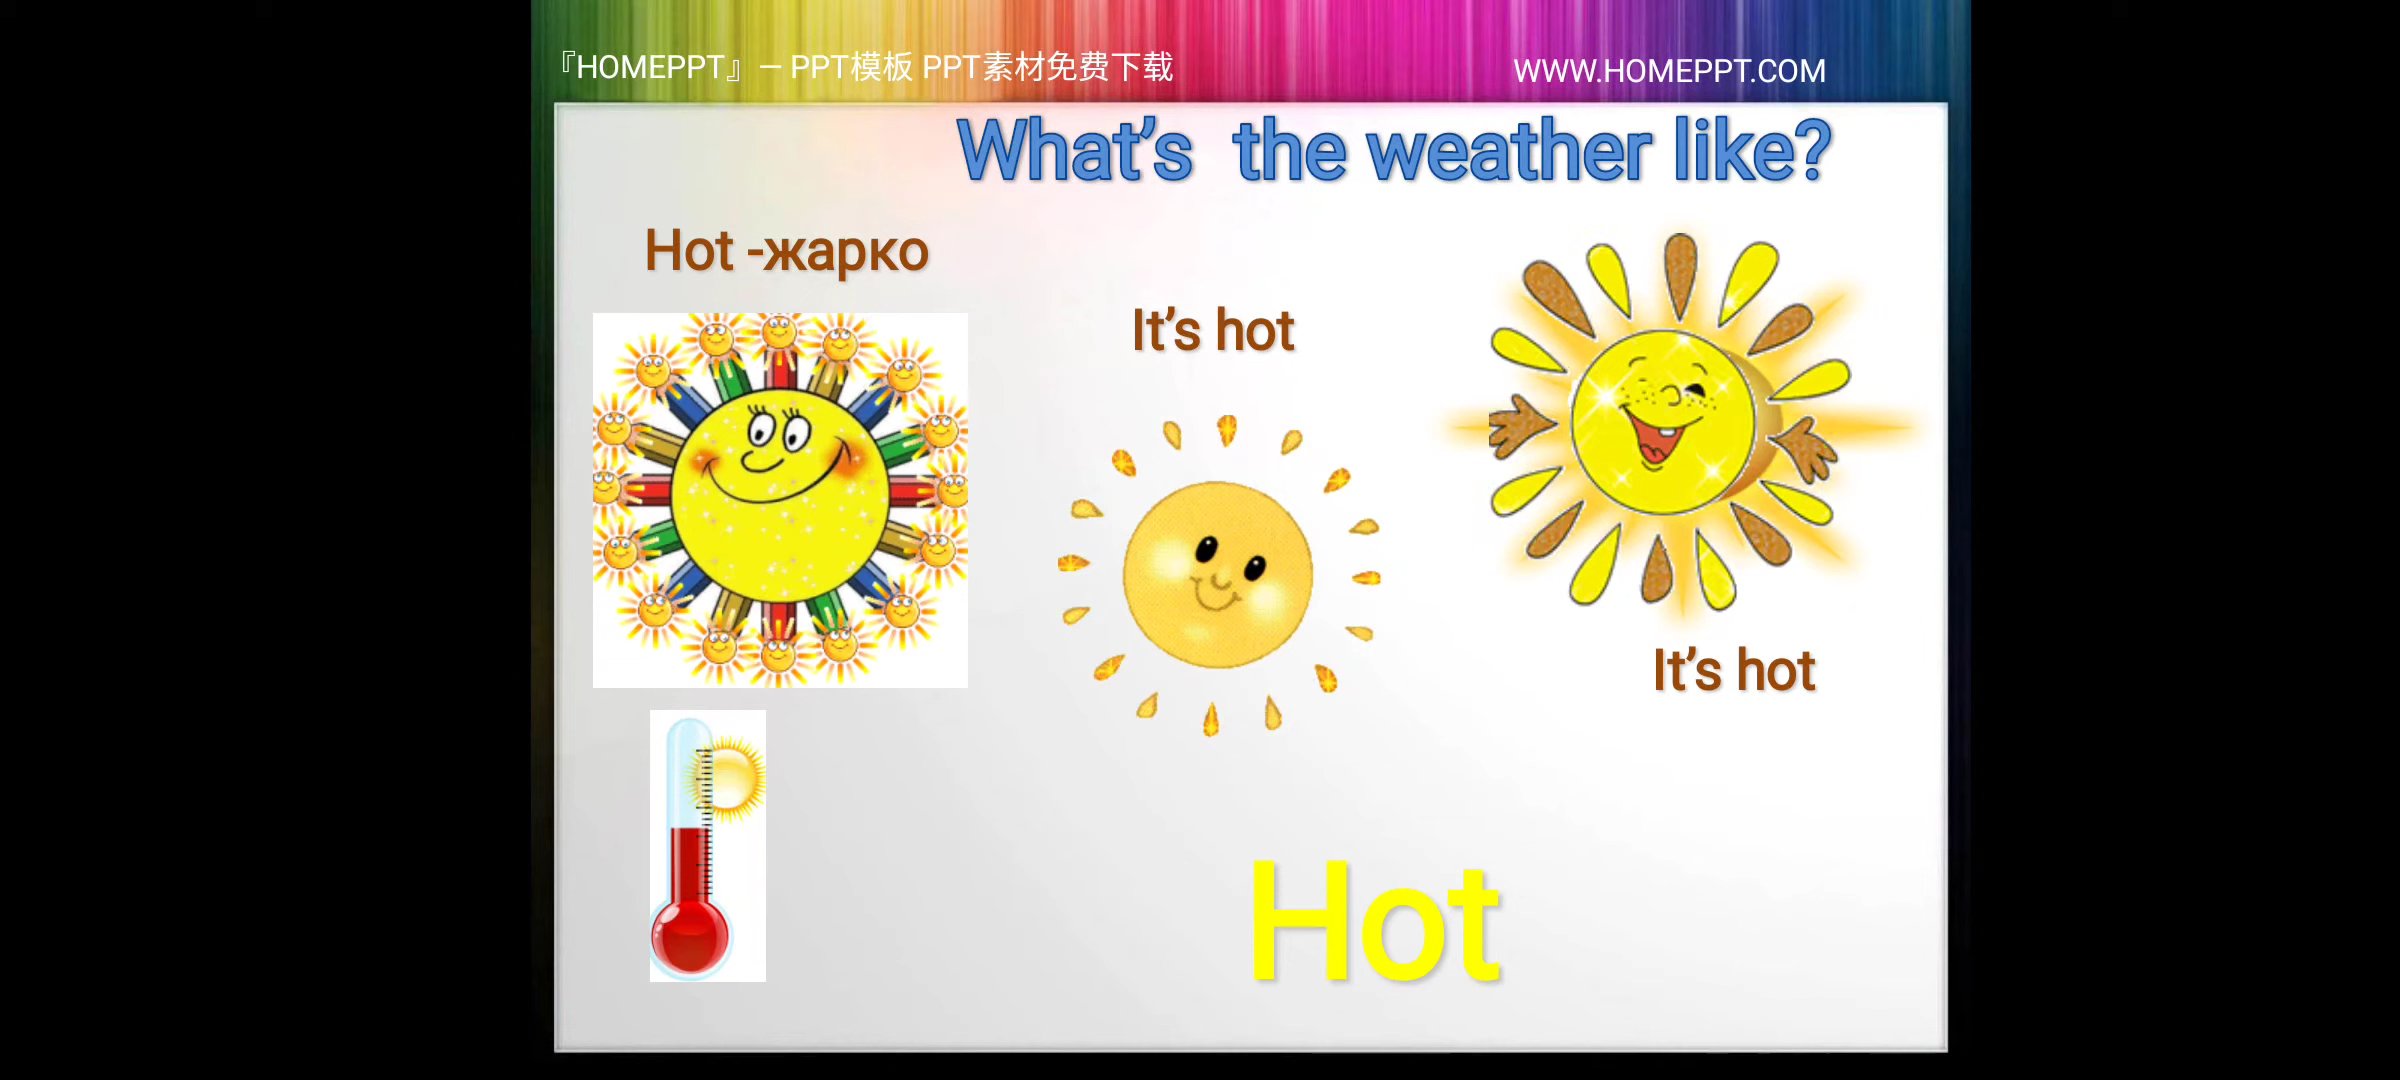 『HOMEPPT』 – PPT模板 PPT素材免费下载
WWW.HOMEPPT.COM
What’s the weather like?
Hot -жарко
It’s hot
It’s hot
Hot